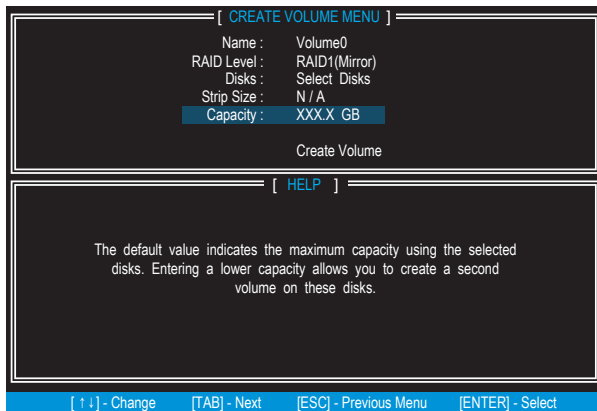 [ CREATE VOLUME MENU ]
Name : Volume0
RAID Level : RAID1(Mirror)
Disks : Select Disks
Strip Size : N / A
Capacity : XXX.X GB
Create Volume
[ HELP ]
The default value indicates the maximum capacity using the selected
disks. Entering a lower capacity allows you to create a second
volume on these disks.
[ ↑↓] - Change [TAB] - Next [ESC] - Previous Menu [ENTER] - Select